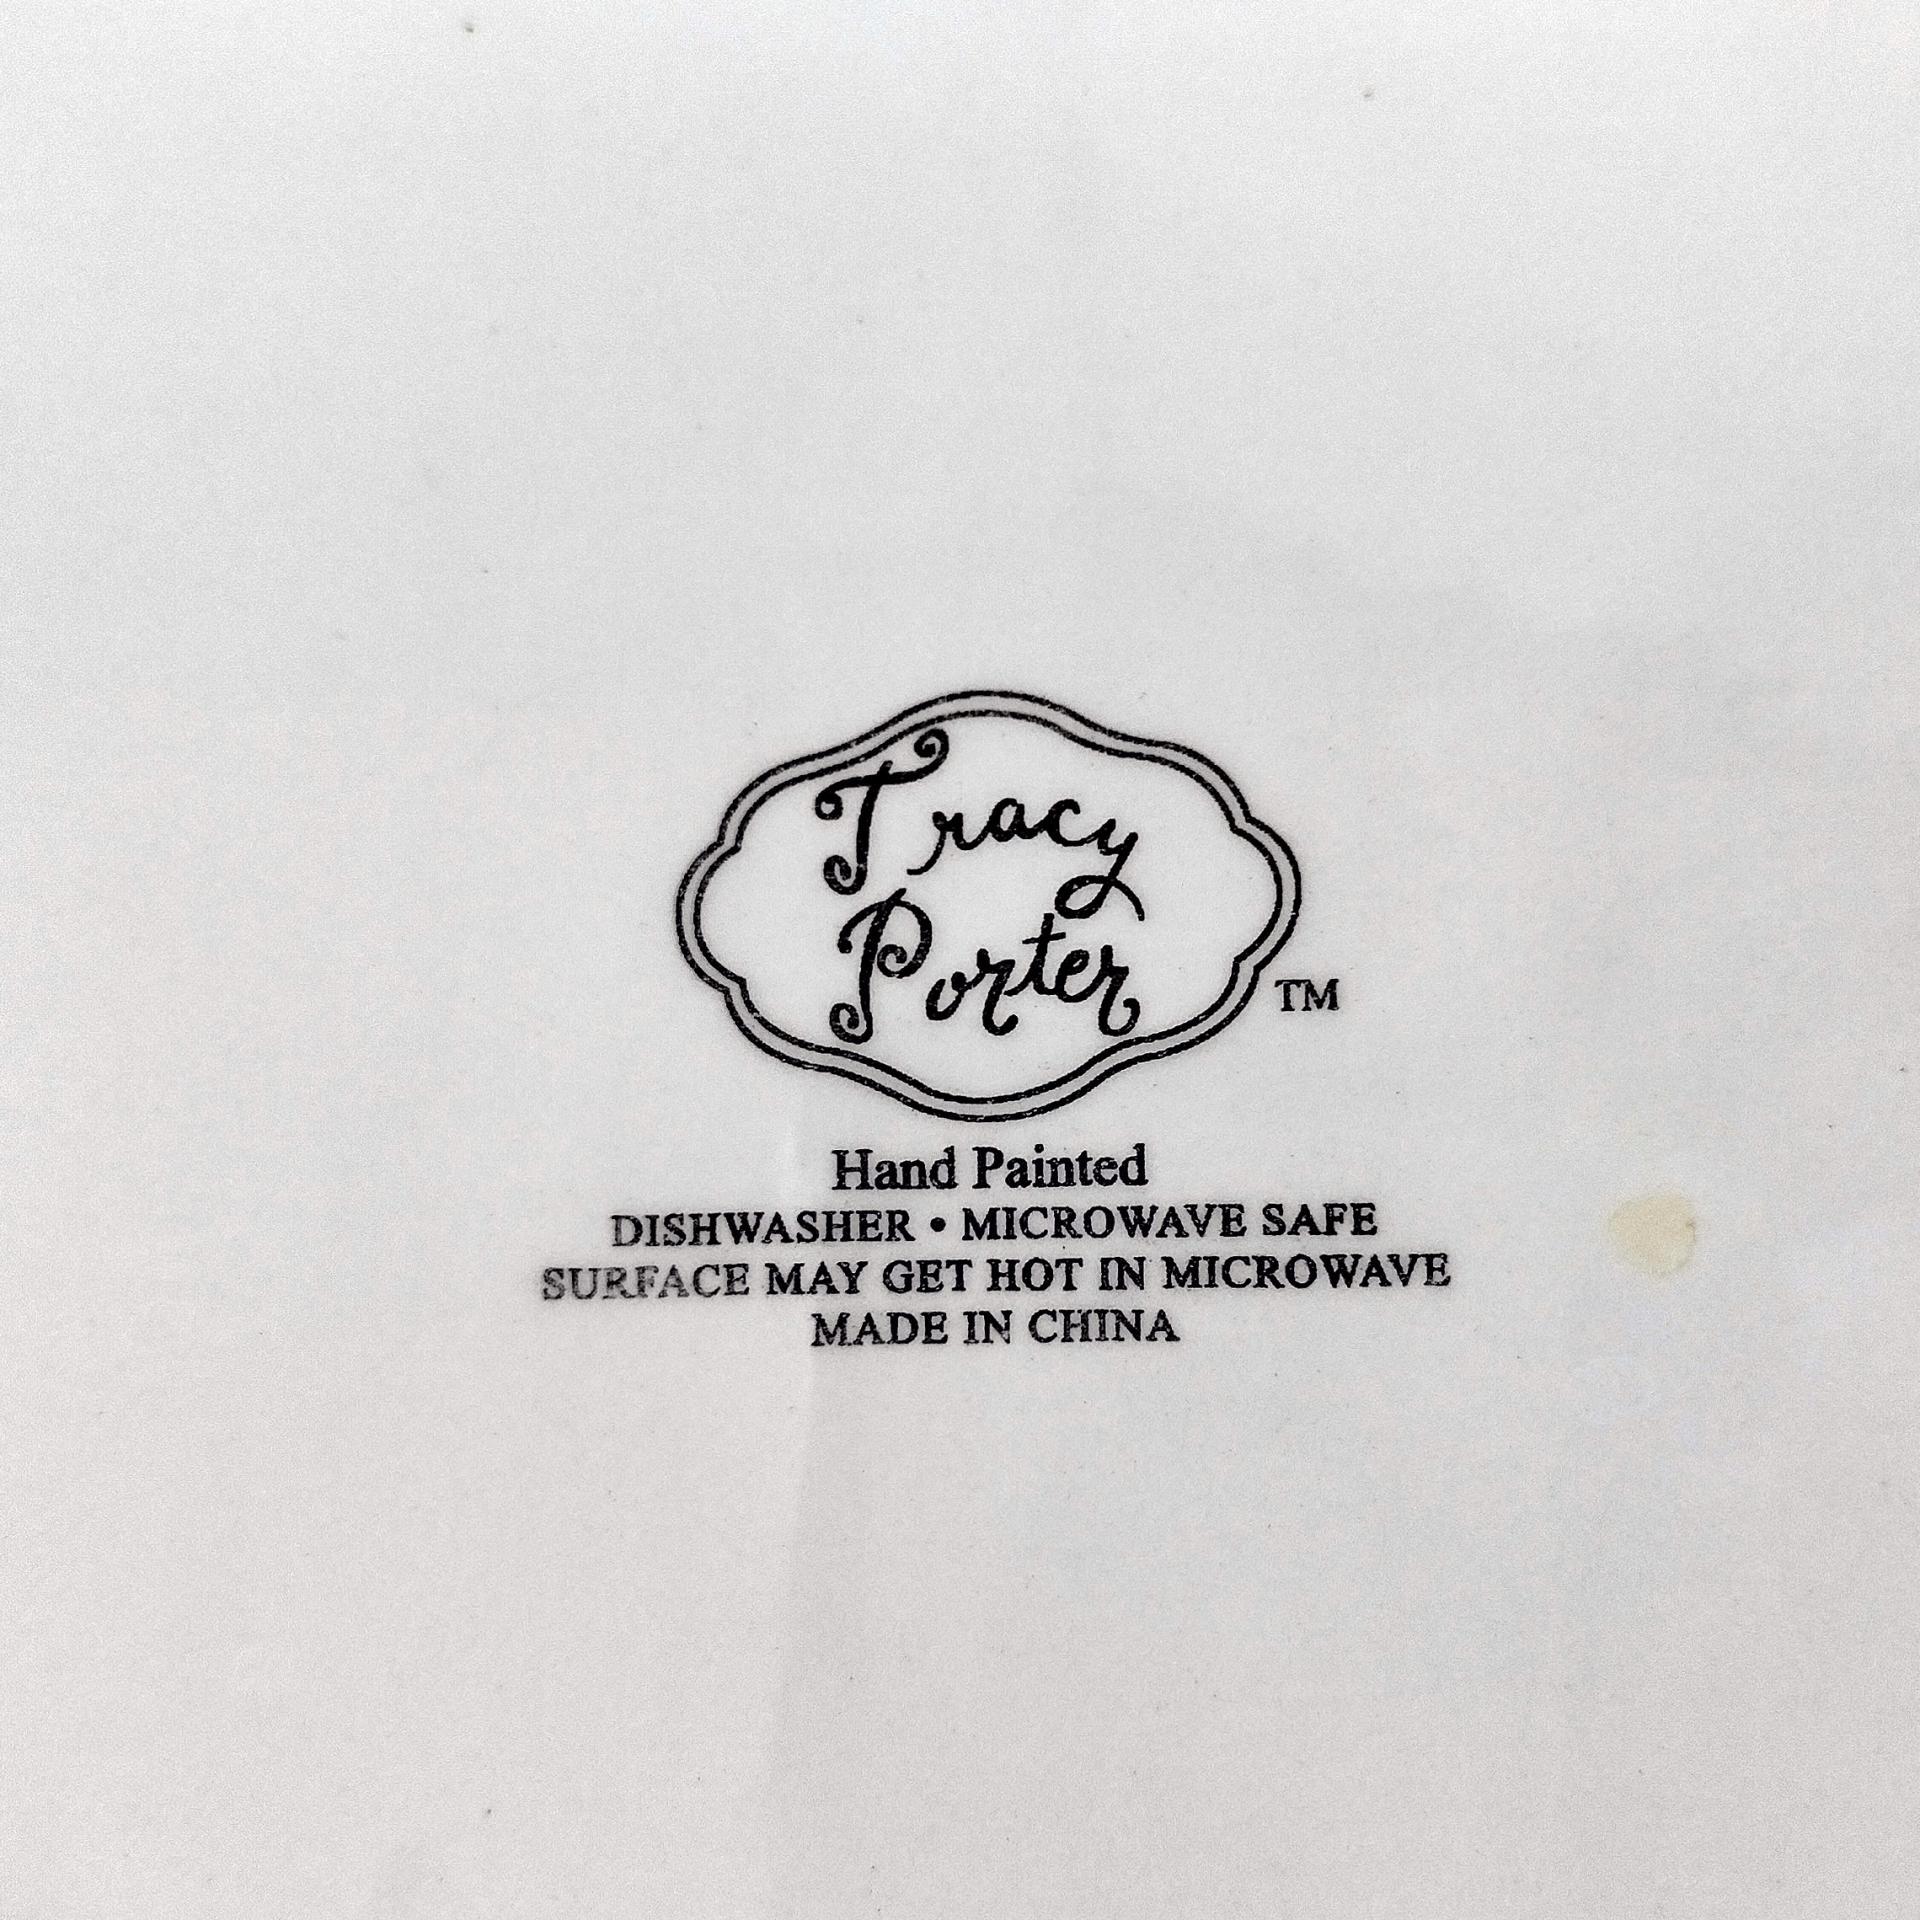 Tracy
Porter
TM
Hand Painted
DISHWASHER • MICROWAVE SAFE
SURFACE MAY GET HOT IN MICROWAVE
MADE IN CHINA